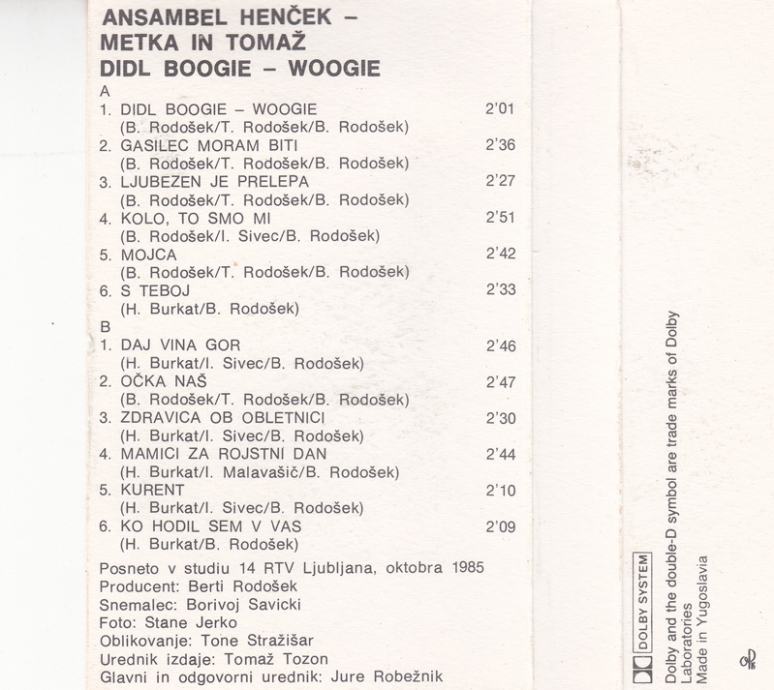 ANSAMBEL HENČEK –
METKA IN TOMAŽ
DIDL BOOGIE – WOOGIE
A
1. DIDL BOOGIE – WOOGIE 2'01
(B. Rodošek/T. Rodošek/B. Rodošek)
2. GASILEC MORAM BITI 2'36
(B. Rodošek/T. Rodošek/B. Rodošek)
3. LJUBEZEN JE PRELEPA 2'27
(B. Rodošek/T. Rodošek/B. Rodošek)
4. KOLO, TO SMO MI 2'51
(B. Rodošek/I. Sivec/B. Rodošek)
5. MOJCA 2'42
(B. Rodošek/T. Rodošek/B. Rodošek)
6. S TEBOJ 2'33
(H. Burkat/B. Rodošek)
B
1. DAJ VINA GOR 2'46
(H. Burkat/I. Sivec/B. Rodošek)
2. OČKA NAŠ 2'47
(B. Rodošek/T. Rodošek/B. Rodošek)
3. ZDRAVICA OB OBLETNICI 2'30
(H. Burkat/I. Sivec/B. Rodošek)
4. MAMICI ZA ROJSTNI DAN 2'44
(H. Burkat/I. Malavašič/B. Rodošek)
5. KURENT 2'10
(H. Burkat/I. Sivec/B. Rodošek)
6. KO HODIL SEM V VAS 2'09
(H. Burkat/B. Rodošek)
Posneto v studiu 14 RTV Ljubljana, oktobra 1985
Producent: Berti Rodošek
Snemalec: Borivoj Savicki
Foto: Stane Jerko
Oblikovanje: Tone Stražišar
Urednik izdaje: Tomaž Tozon
Glavni in odgovorni urednik: Jure Robežnik
DOLBY SYSTEM
Dolby and the double-D symbol are trade marks of Dolby
Laboratories
Made in Yugoslavia